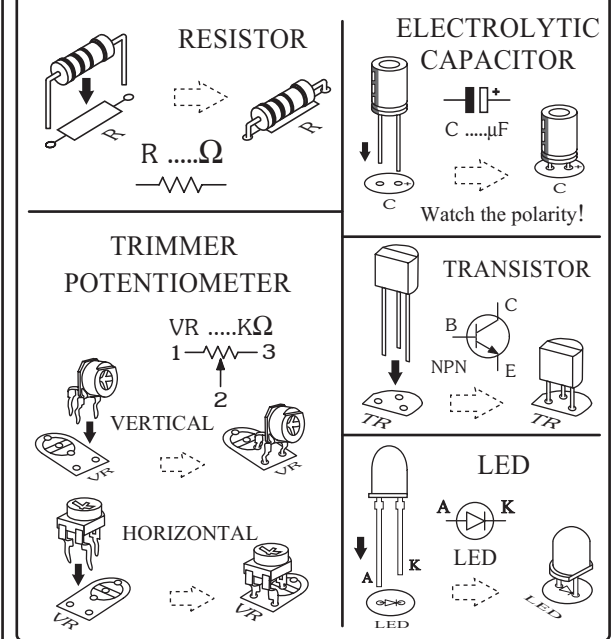 RESISTOR
R
R
R .....Ω
ELECTROLYTIC
CAPACITOR
+
C .....µF
+
+
C
C
Watch the polarity!
TRIMMER
POTENTIOMETER
VR .....KΩ
1
3
2
VERTICAL
VR
VR
HORIZONTAL
VR
VR
TRANSISTOR
C
B
NPN
E
TR
TR
LED
A
K
LED
A
K
LED
LED